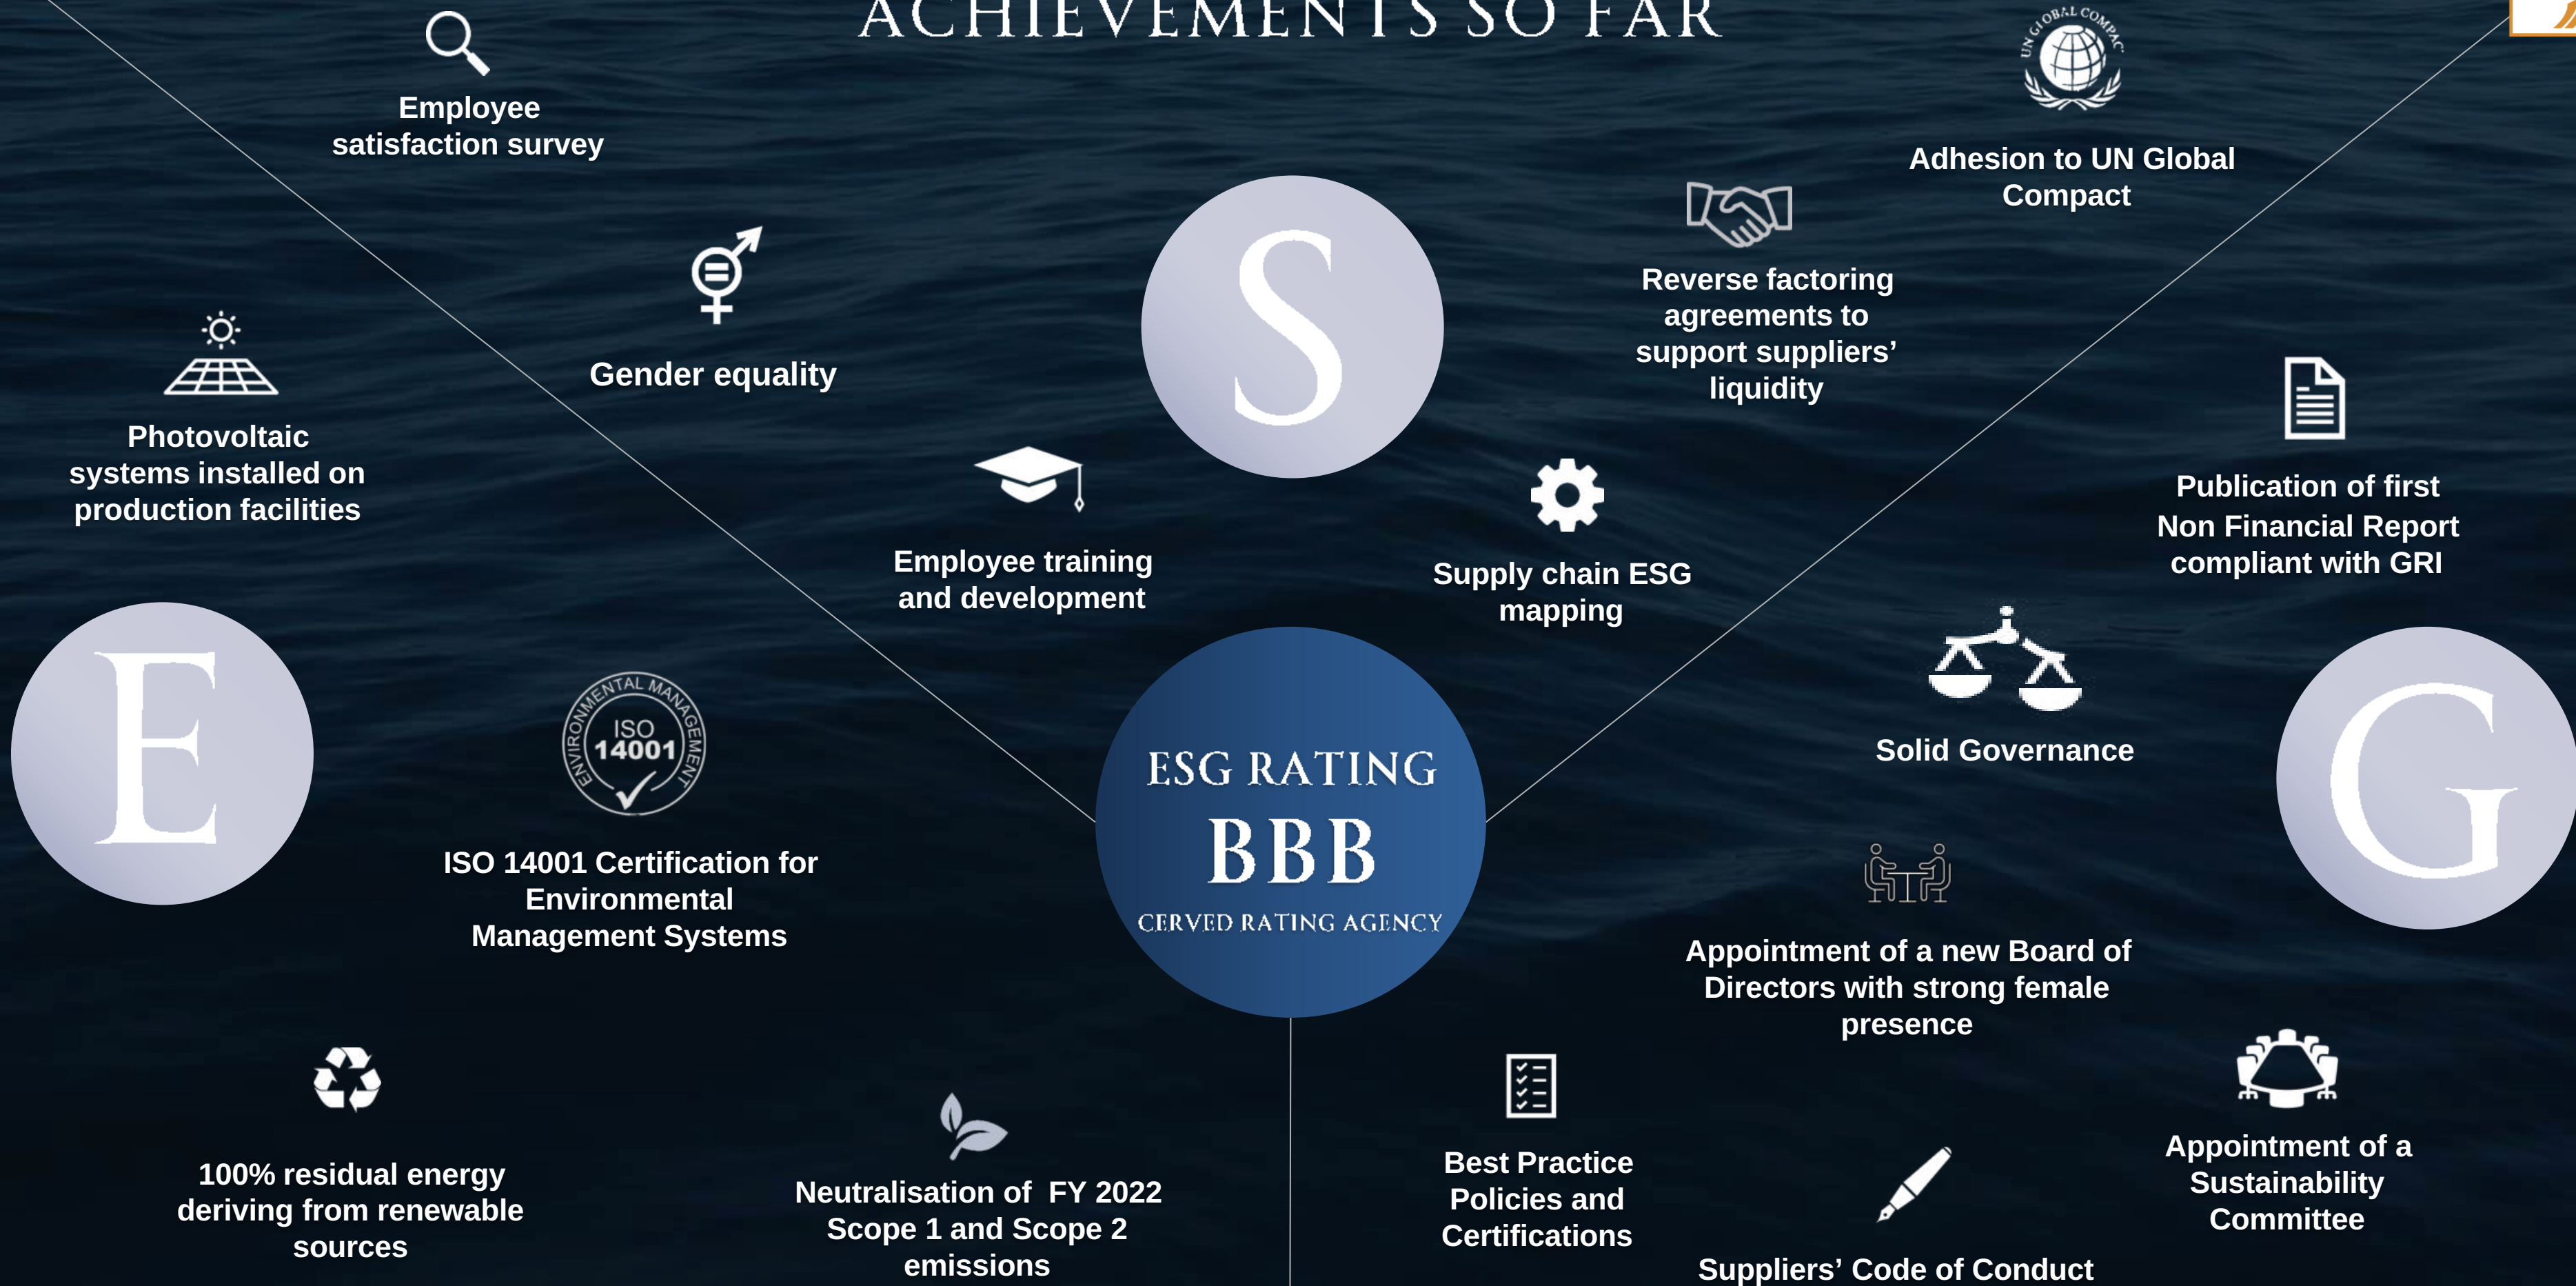 ACHIEVEMENTS SO FAR
Employee
satisfaction survey
UN GLOBAL COMPACT
Adhesion to UN Global
Compact
S
Reverse factoring
agreements to
support suppliers’
liquidity
Gender equality
Photovoltaic
systems installed on
production facilities
Employee training
and development
Supply chain ESG
mapping
Publication of first
Non Financial Report
compliant with GRI
E
ENVIRONMENTAL MANAGEMENT
ISO
14001
ISO 14001 Certification for
Environmental
Management Systems
ESG RATING
BBB
CERVED RATING AGENCY
Solid Governance
G
Appointment of a new Board of
Directors with strong female
presence
100% residual energy
deriving from renewable
sources
Neutralisation of  FY 2022
Scope 1 and Scope 2
emissions
Best Practice
Policies and
Certifications
Suppliers’ Code of Conduct
Appointment of a
Sustainability
Committee